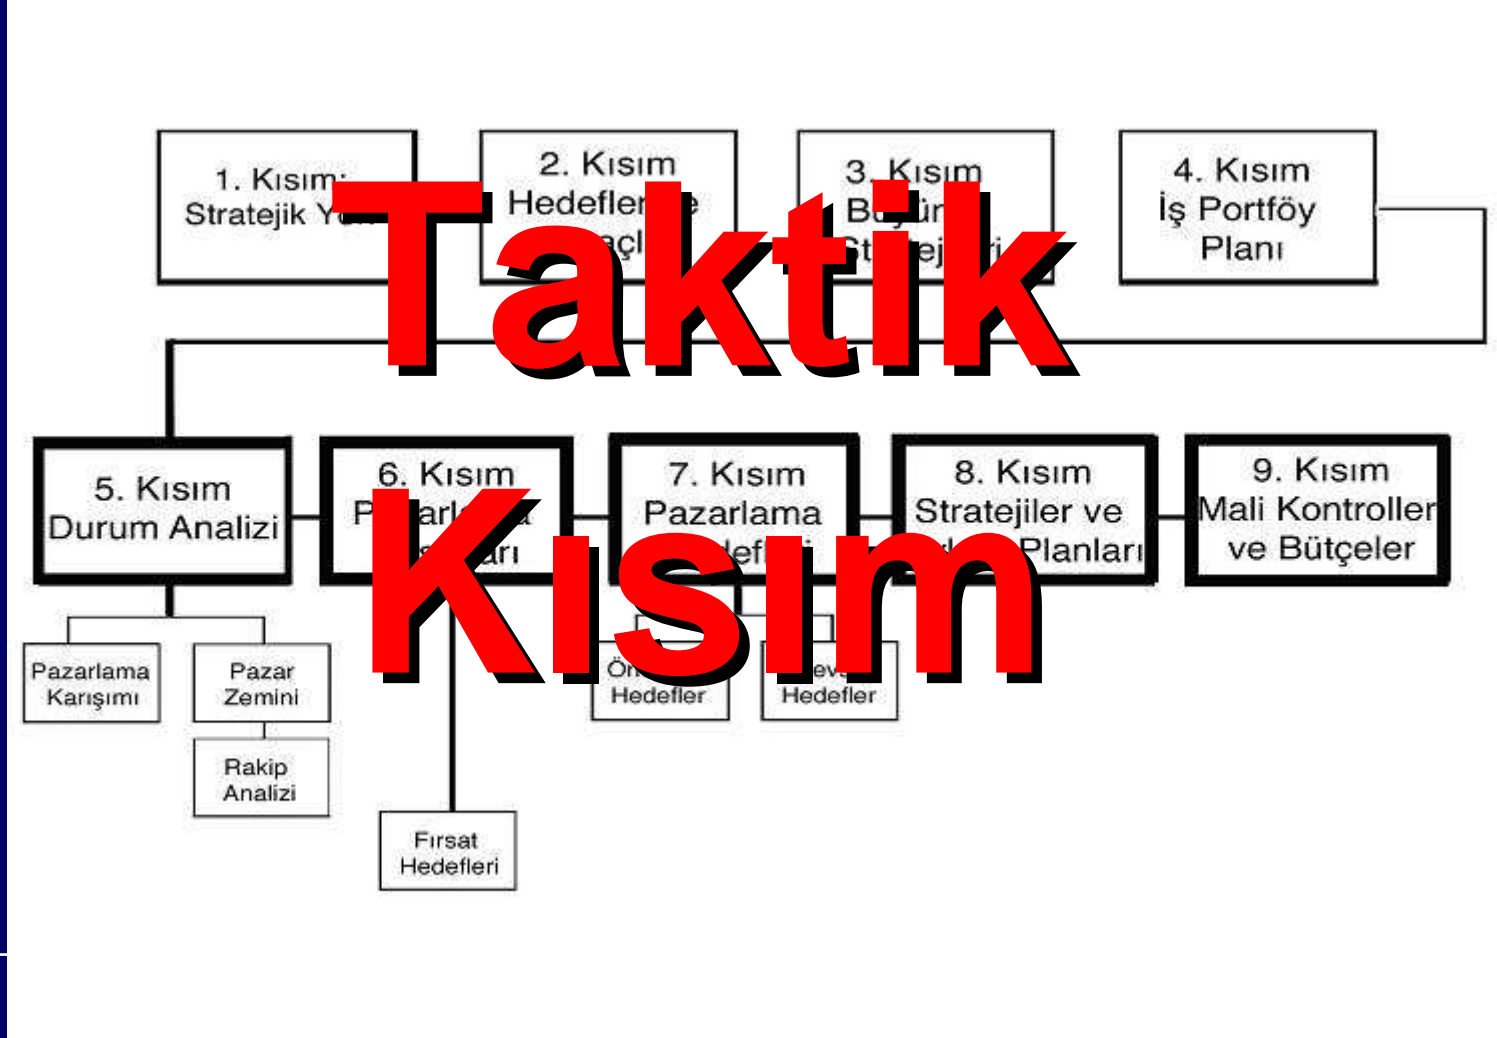 1. Kısım:
Stratejik
2. Kısım
3. Kısım
4. Kısım
İş Portföy
Planı
Taktik
Kısım
5. Kısım
Durum Analizi
6. Kısım
7. Kısım
Pazarlama
8. Kısım
Stratejiler ve
Planları
9. Kısım
Mali Kontroller
ve Bütçeler
Pazarlama
Karışımı
Pazar
Zemini
Rakip
Analizi
Fırsat
Hedefleri
Hedefler
Hedefler